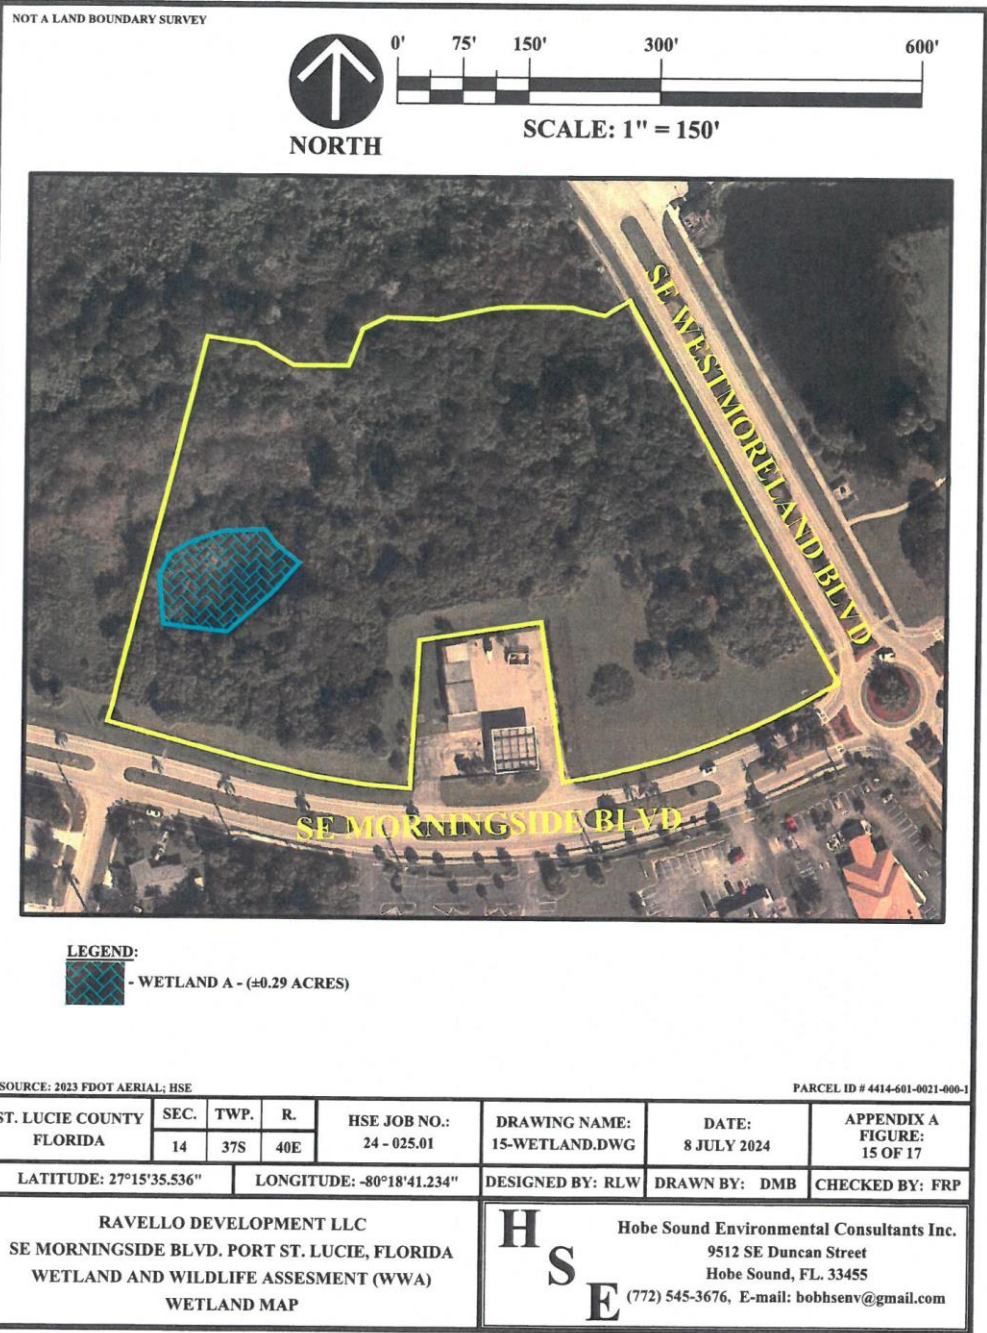 NOT A LAND BOUNDARY SURVEY
0' 75' 150' 300' 600'
NORTH
SCALE: 1" = 150'
SE WESTMORELAND BLVD
SE MORNINGSIDE BLVD
LEGEND:
- WETLAND A - (±0.29 ACRES)
SOURCE: 2023 FDOT AERIAL; HSE
PARCEL ID # 4414-601-0021-000-1
ST. LUCIE COUNTY
FLORIDA
SEC. TWP. R.
14 37S 40E
HSE JOB NO.:
24 - 025.01
DRAWING NAME:
15-WETLAND.DWG
DATE:
8 JULY 2024
APPENDIX A
FIGURE:
15 OF 17
LATITUDE: 27°15'35.536"
LONGITUDE: -80°18'41.234"
DESIGNED BY: RLW
DRAWN BY: DMB
CHECKED BY: FRP
RAVELLO DEVELOPMENT LLC
SE MORNINGSIDE BLVD. PORT ST. LUCIE, FLORIDA
WETLAND AND WILDLIFE ASSESMENT (WWA)
WETLAND MAP
H
S
E
Hobe Sound Environmental Consultants Inc.
9512 SE Duncan Street
Hobe Sound, FL. 33455
(772) 545-3676, E-mail: bobhsenv@gmail.com